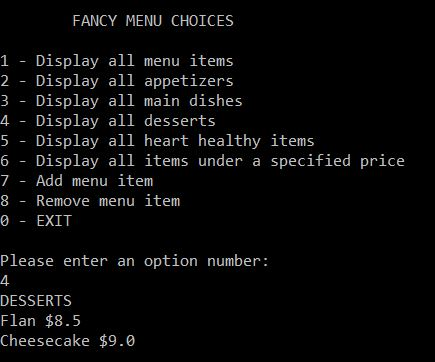 FANCY MENU CHOICES
1 - Display all menu items
2 - Display all appetizers
3 - Display all main dishes
4 - Display all desserts
5 - Display all heart healthy items
6 - Display all items under a specified price
7 - Add menu item
8 - Remove menu item
0 - EXIT
Please enter an option number:
4
DESSERTS
Flan $8.5
Cheesecake $9.0